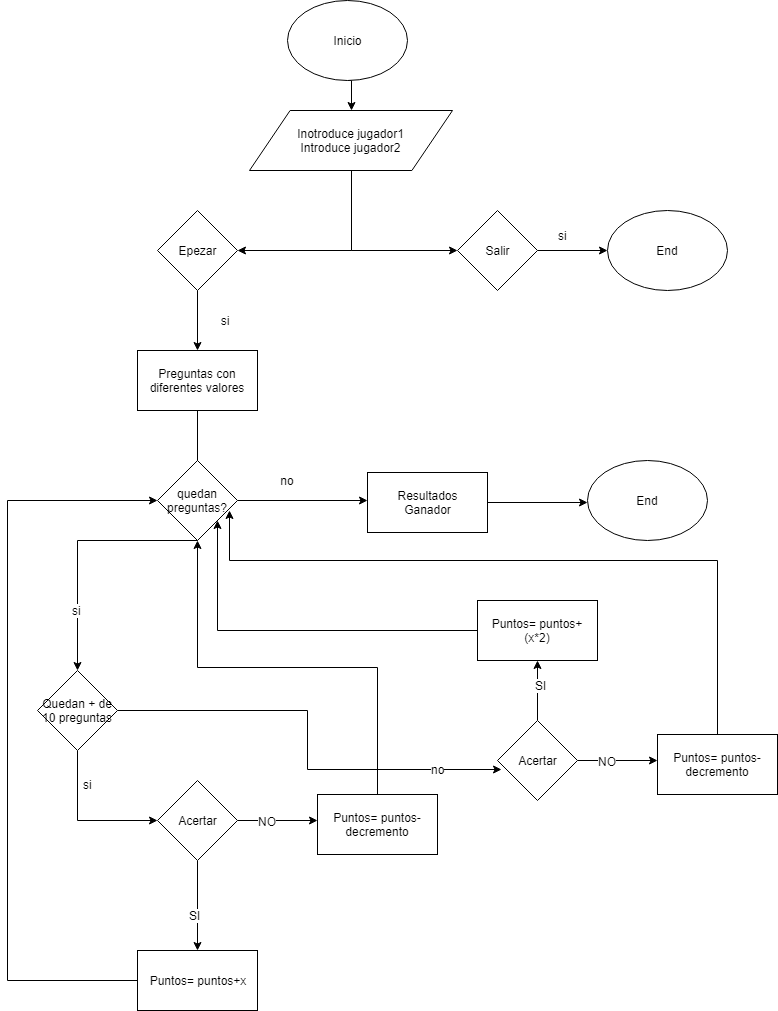 Inicio
Inotroduce jugador1
Introduce jugador2
Epezar
Salir
si
End
si
Preguntas con
diferentes valores
quedan
preguntas?
no
Resultados
Ganador
End
si
Puntos= puntos+
(x*2)
SI
Quedan + de
10 preguntas
no
Acertar
NO
Puntos= puntos-
decremento
si
Acertar
NO
Puntos= puntos-
decremento
SI
Puntos= puntos+x